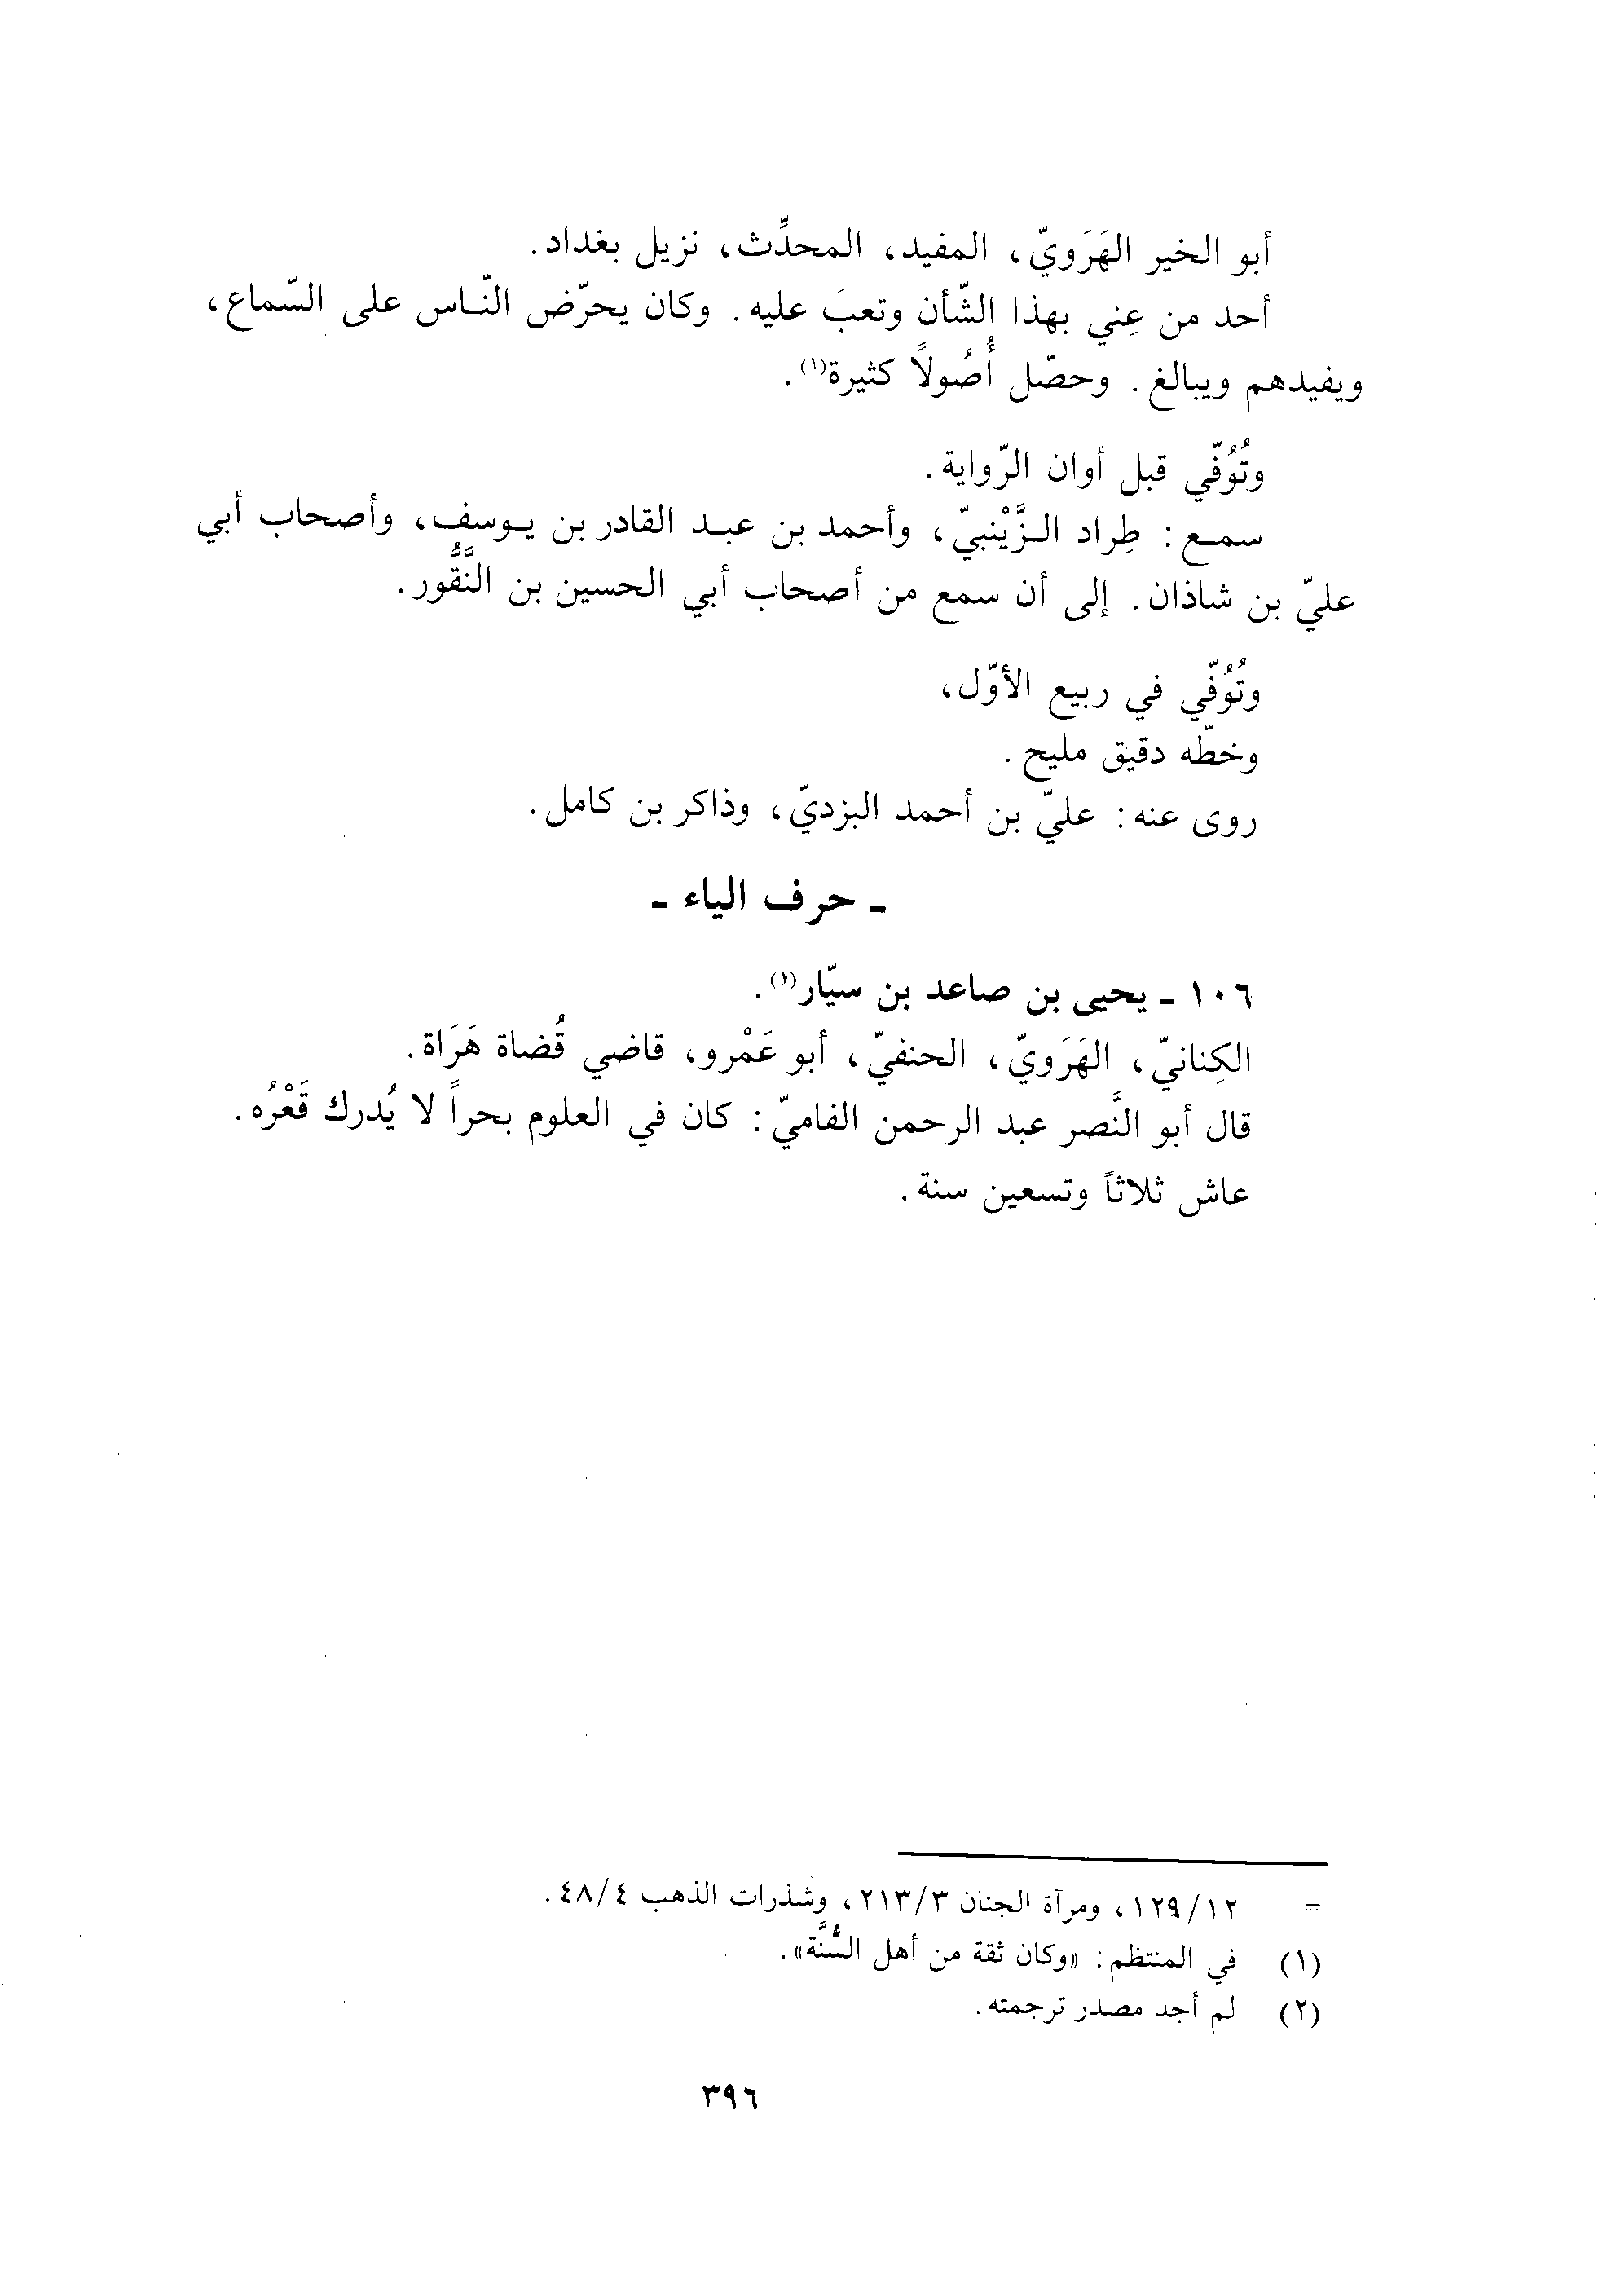 أبو الخير الهَرَويّ، المفيد، المحدِّث، نزيل بغداد.
أحد من عِني بهذا الشّأن وتعبَ عليه. وكان يحرّض النّاس على السّماع،
ويفيدهم ويبالغ. وحصّل أُصُولاً كثيرة(١).
وتُوُفّي قبل أوان الرّواية.
سمع: طِراد الزَّيْنبيّ، وأحمد بن عبد القادر بن يوسف، وأصحاب أبي
عليّ بن شاذان. إلى أن سمع من أصحاب أبي الحسين بن النَّقُّور.
وتُوُفّي في ربيع الأوّل،
وخطّه دقيق مليح.
روى عنه: عليّ بن أحمد البزديّ، وذاكر بن كامل.
ـ حرف الياء ـ
١٠٦ ـ يحيى بن صاعد بن سيّار(٢).
الكِنانيّ، الهَرَويّ، الحنفيّ، أبو عَمْرو، قاضي قُضاة هَرَاة.
قال أبو النَّصر عبد الرحمن الفاميّ: كان في العلوم بحراً لا يُدرك قَعْرُه.
عاش ثلاثاً وتسعين سنة.
= ١٢٩/١٢، ومرآة الجنان ٢١٣/٣، وشذرات الذهب ٤٨/٤.
(١) في المنتظم: «وكان ثقة من أهل السُّنَّة».
(٢) لم أجد مصدر ترجمته.
٣٩٦